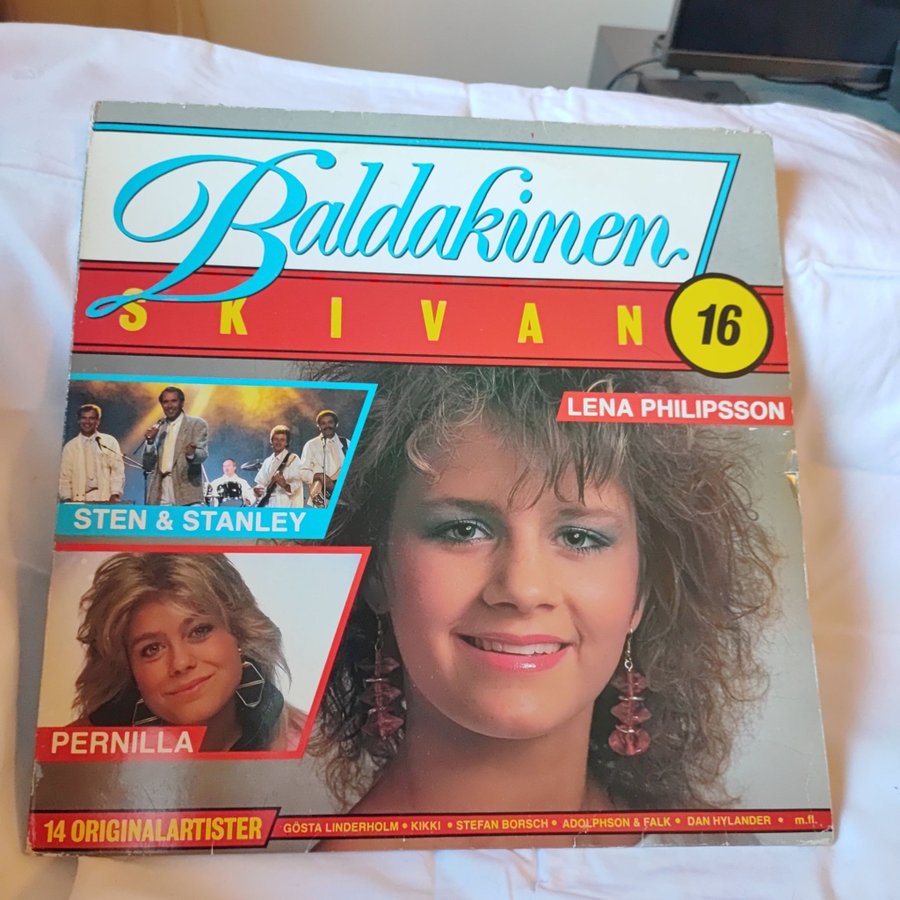 Baldakinen
SKIVAN
16
LENA PHILIPSSON
STEN & STANLEY
PERNILLA
14 ORIGINALARTISTER
GÖSTA LINDERHOLM • KIKKI • STEFAN BORSCH • ADOLPHSON & FALK • DAN HYLANDER • m.fl.